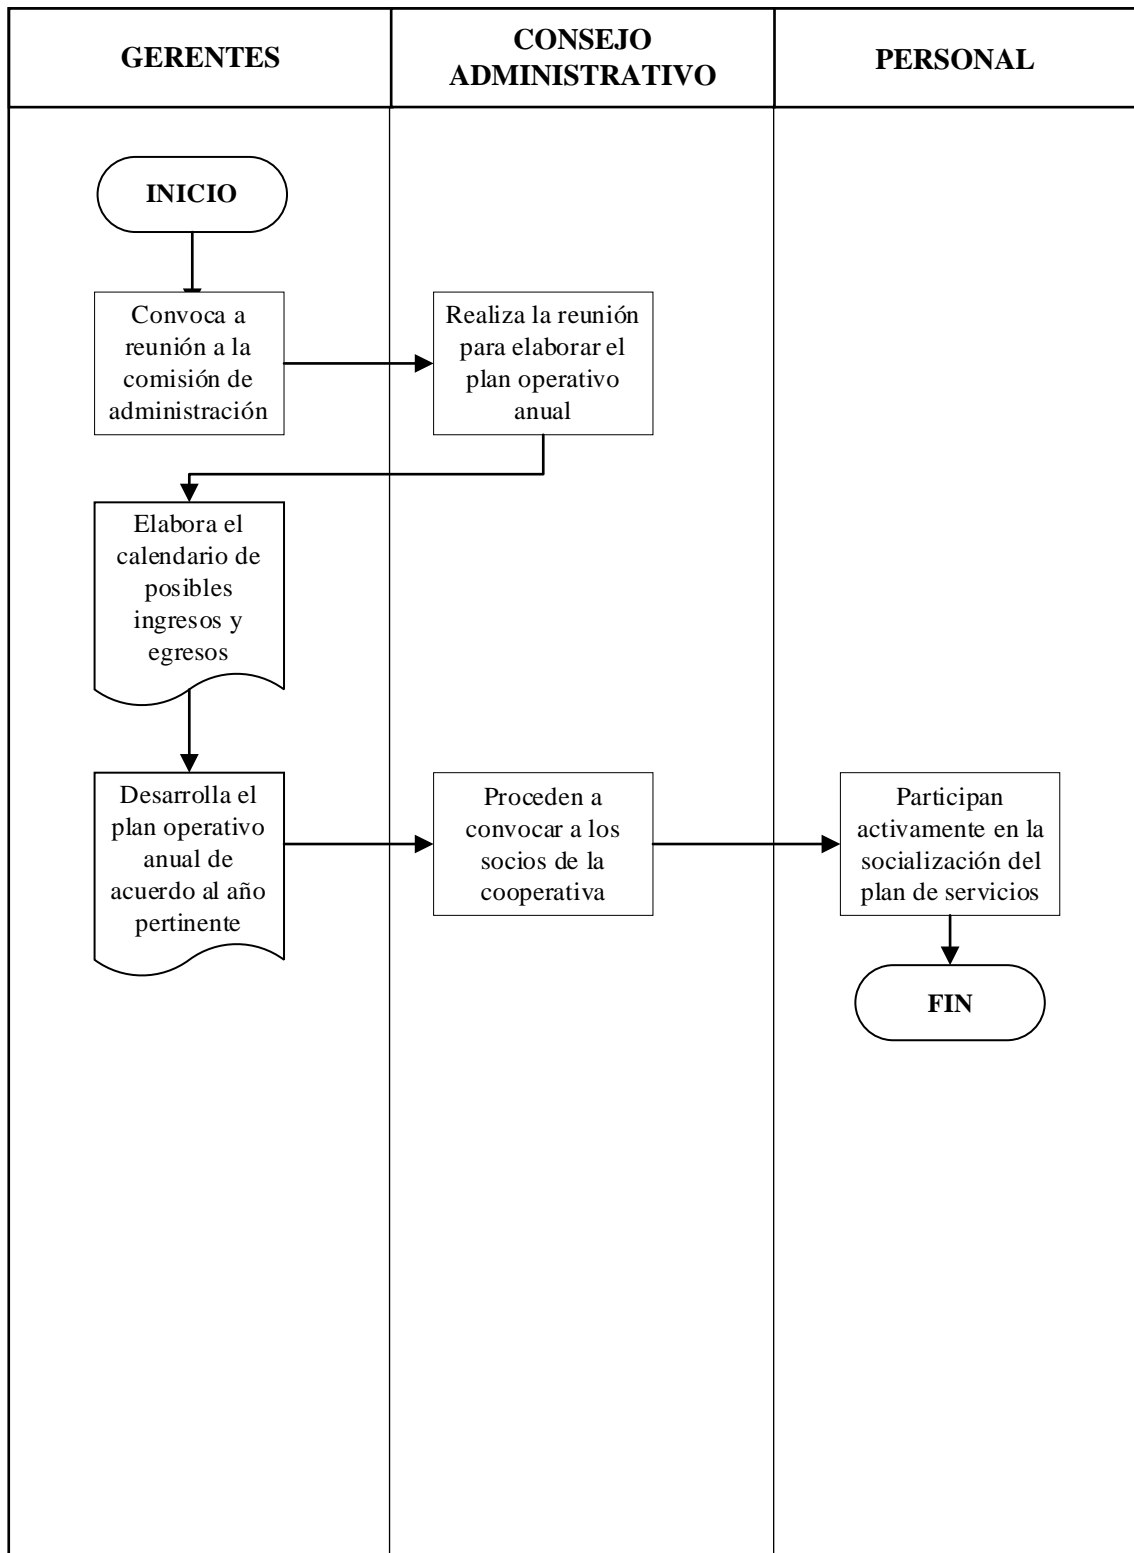 GERENTES
CONSEJO
ADMINISTRATIVO
PERSONAL
INICIO
Convoca a
reunión a la
comisión de
administración
Realiza la reunión
para elaborar el
plan operativo
anual
Elabora el
calendario de
posibles
ingresos y
egresos
Desarrolla el
plan operativo
anual de
acuerdo al año
pertinente
Proceden a
convocar a los
socios de la
cooperativa
Participan
activamente en la
socialización del
plan de servicios
FIN